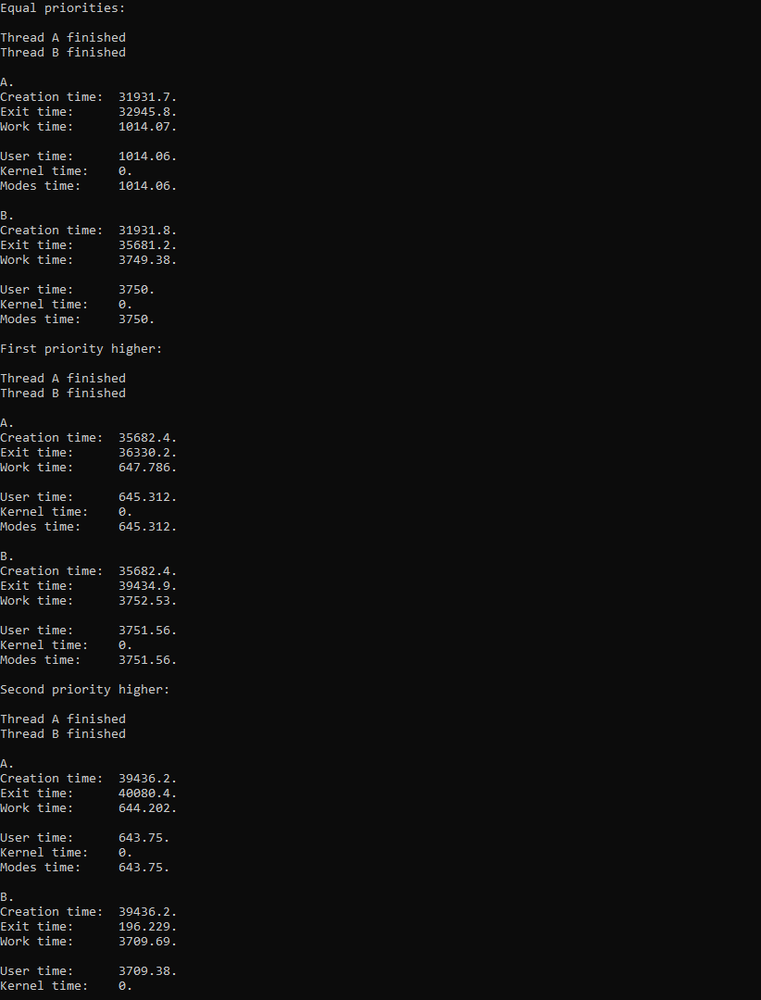 Equal priorities:
Thread A finished
Thread B finished
A.
Creation time:  31931.7.
Exit time:      32945.8.
Work time:      1014.07.
User time:      1014.06.
Kernel time:    0.
Modes time:     1014.06.
B.
Creation time:  31931.8.
Exit time:      35681.2.
Work time:      3749.38.
User time:      3750.
Kernel time:    0.
Modes time:     3750.
First priority higher:
Thread A finished
Thread B finished
A.
Creation time:  35682.4.
Exit time:      36330.2.
Work time:      647.786.
User time:      645.312.
Kernel time:    0.
Modes time:     645.312.
B.
Creation time:  35682.4.
Exit time:      39434.9.
Work time:      3752.53.
User time:      3751.56.
Kernel time:    0.
Modes time:     3751.56.
Second priority higher:
Thread A finished
Thread B finished
A.
Creation time:  39436.2.
Exit time:      40080.4.
Work time:      644.202.
User time:      643.75.
Kernel time:    0.
Modes time:     643.75.
B.
Creation time:  39436.2.
Exit time:      196.229.
Work time:      3709.69.
User time:      3709.38.
Kernel time:    0.